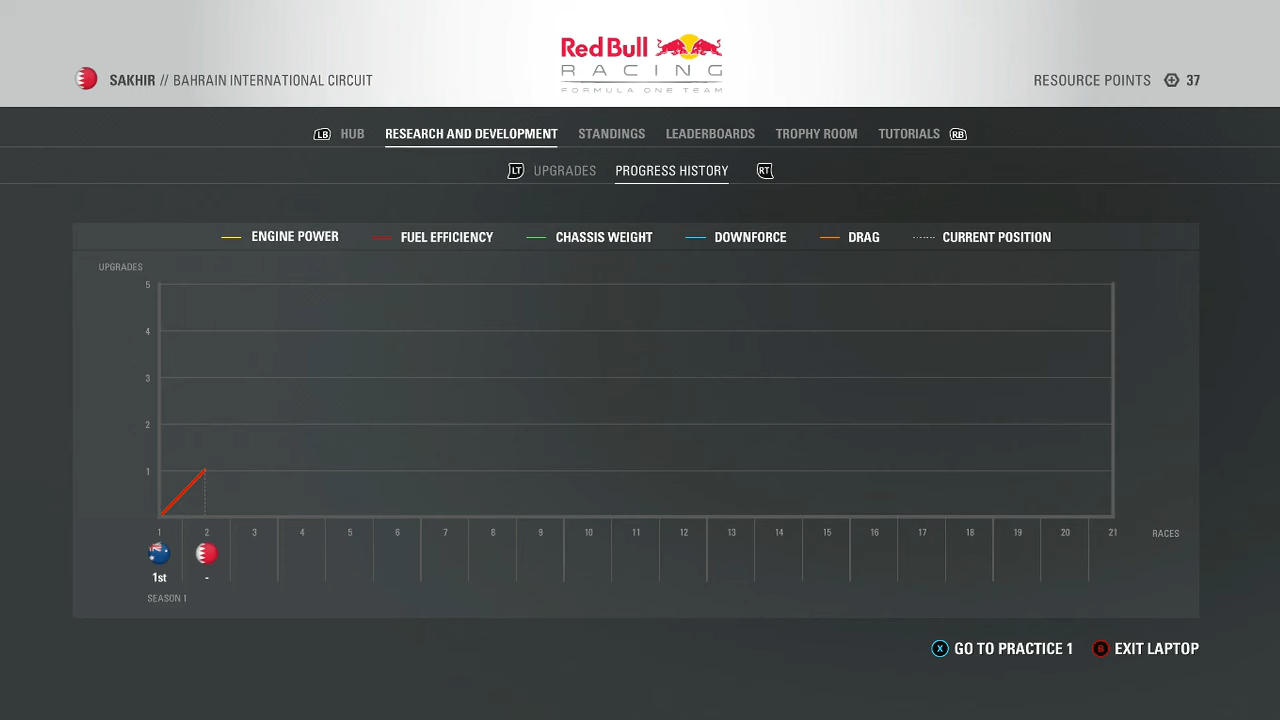 SAKHIR // BAHRAIN INTERNATIONAL CIRCUIT
Red Bull
RACING
FORMULA ONE TEAM
RESOURCE POINTS 37
LB HUB RESEARCH AND DEVELOPMENT STANDINGS LEADERBOARDS TROPHY ROOM TUTORIALS RB
LT UPGRADES PROGRESS HISTORY RT
ENGINE POWER FUEL EFFICIENCY CHASSIS WEIGHT DOWNFORCE DRAG CURRENT POSITION
UPGRADES
5
4
3
2
1
1 2 3 4 5 6 7 8 9 10 11 12 13 14 15 16 17 18 19 20 21 RACES
1st -
SEASON 1
X GO TO PRACTICE 1 B EXIT LAPTOP